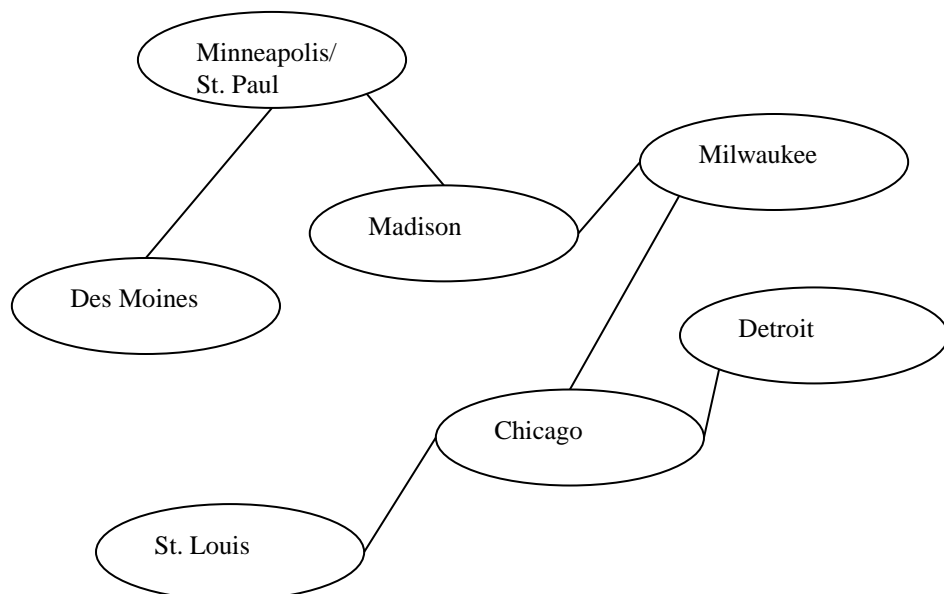 Minneapolis/
St. Paul
Milwaukee
Madison
Des Moines
Detroit
Chicago
St. Louis